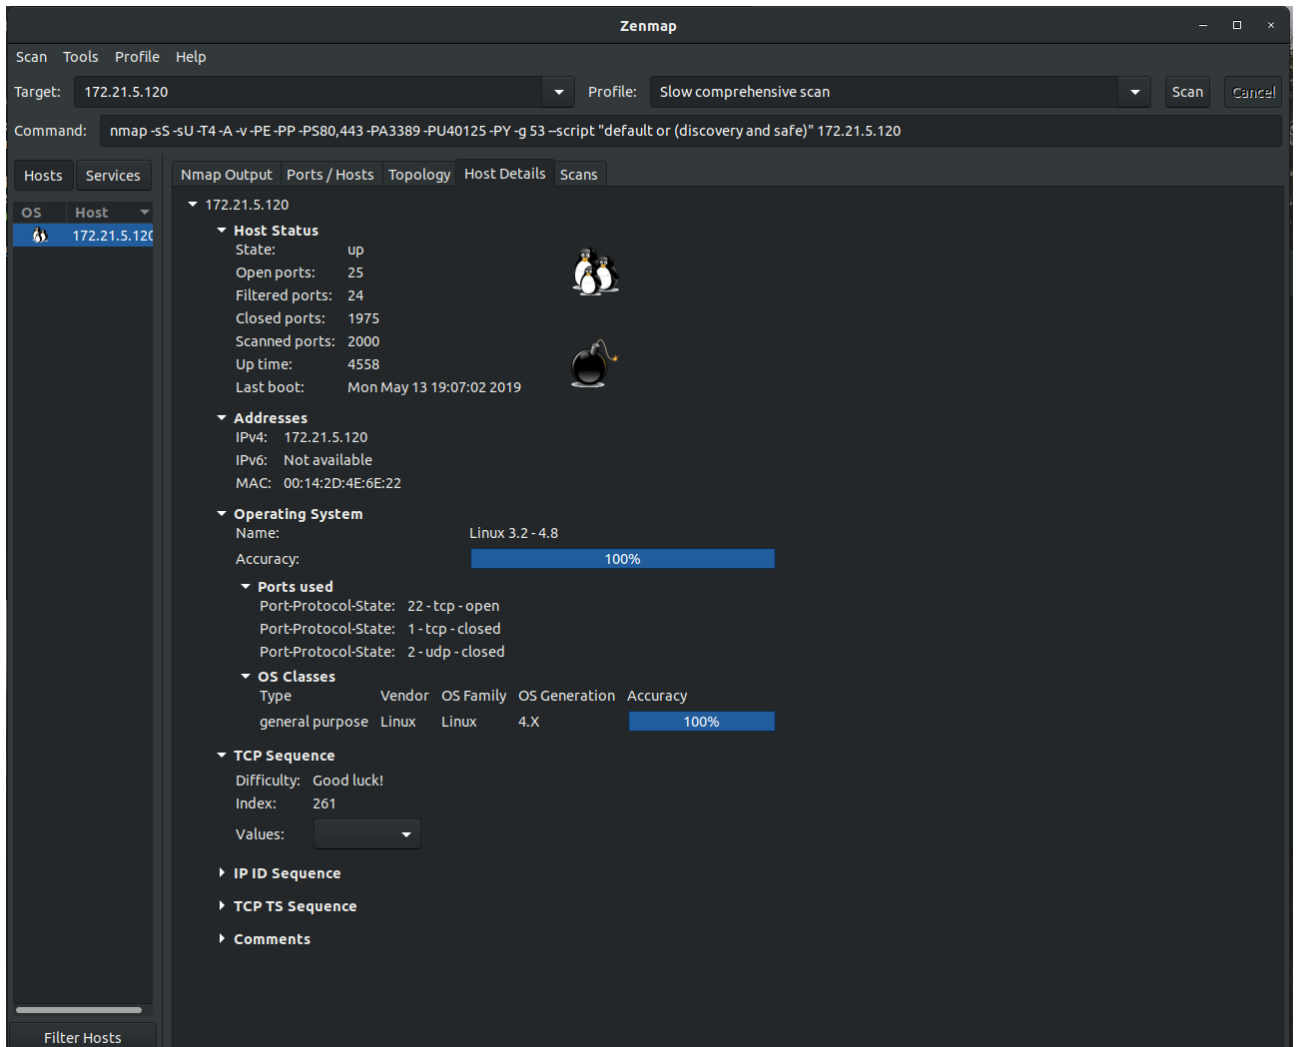 Zenmap
Scan Tools Profile Help
Target: 172.21.5.120 Profile: Slow comprehensive scan Scan Cancel
Command: nmap -sS -sU -T4 -A -v -PE -PP -PS80,443 -PA3389 -PU40125 -PY -g 53 --script "default or (discovery and safe)" 172.21.5.120
Hosts Services Nmap Output Ports / Hosts Topology Host Details Scans
OS Host
172.21.5.120
172.21.5.120
Host Status
State: up
Open ports: 25
Filtered ports: 24
Closed ports: 1975
Scanned ports: 2000
Up time: 4558
Last boot: Mon May 13 19:07:02 2019
Addresses
IPv4: 172.21.5.120
IPv6: Not available
MAC: 00:14:2D:4E:6E:22
Operating System
Name: Linux 3.2 - 4.8
Accuracy: 100%
Ports used
Port-Protocol-State: 22 - tcp - open
Port-Protocol-State: 1 - tcp - closed
Port-Protocol-State: 2 - udp - closed
OS Classes
Type Vendor OS Family OS Generation Accuracy
general purpose Linux Linux 4.X 100%
TCP Sequence
Difficulty: Good luck!
Index: 261
Values:
IP ID Sequence
TCP TS Sequence
Comments
Filter Hosts